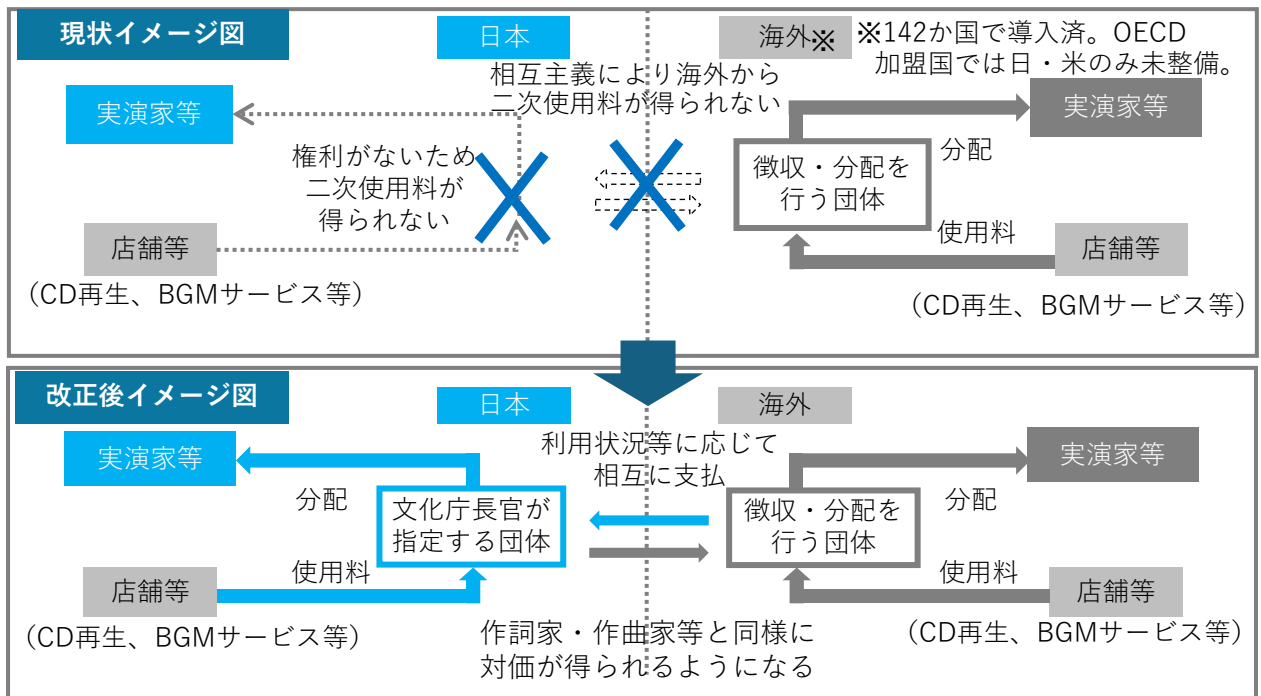 現状イメージ図
日本
海外※
※142か国で導入済。OECD
加盟国では日・米のみ未整備。
相互主義により海外から
二次使用料が得られない
実演家等
実演家等
権利がないため
二次使用料が
得られない
徴収・分配を
行う団体
分配
店舗等
使用料
店舗等
（CD再生、BGMサービス等）
（CD再生、BGMサービス等）
改正後イメージ図
日本
海外
利用状況等に応じて
相互に支払
実演家等
実演家等
分配
文化庁長官が
指定する団体
徴収・分配を
行う団体
分配
店舗等
使用料
使用料
店舗等
（CD再生、BGMサービス等）
（CD再生、BGMサービス等）
作詞家・作曲家等と同様に
対価が得られるようになる